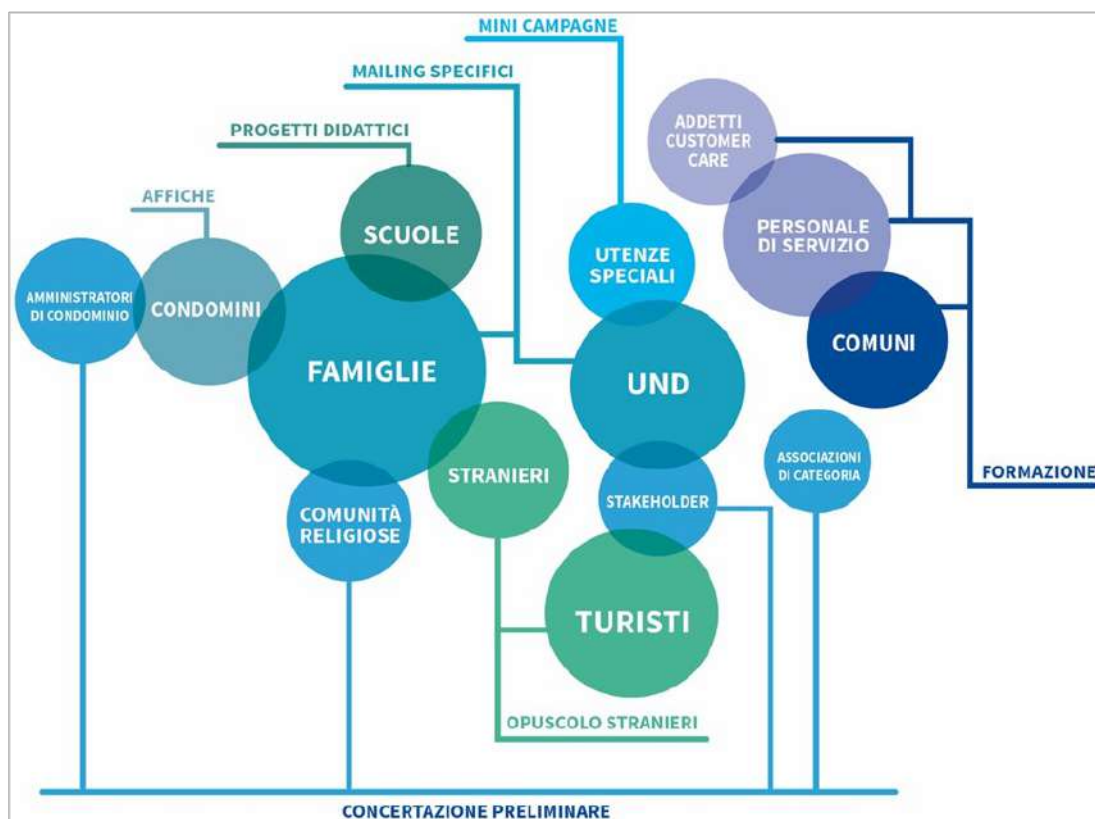 MINI CAMPAGNE
MAILING SPECIFICI
PROGETTI DIDATTICI
AFFICHE
ADDETTI
CUSTOMER
CARE
SCUOLE
PERSONALE
DI SERVIZIO
UTENZE
SPECIALI
AMMINISTRATORI
DI CONDOMINIO
CONDOMINI
COMUNI
FAMIGLIE
UND
ASSOCIAZIONI
DI CATEGORIA
FORMAZIONE
STRANIERI
STAKEHOLDER
COMUNITÀ
RELIGIOSE
TURISTI
OPUSCOLO STRANIERI
CONCERTAZIONE PRELIMINARE